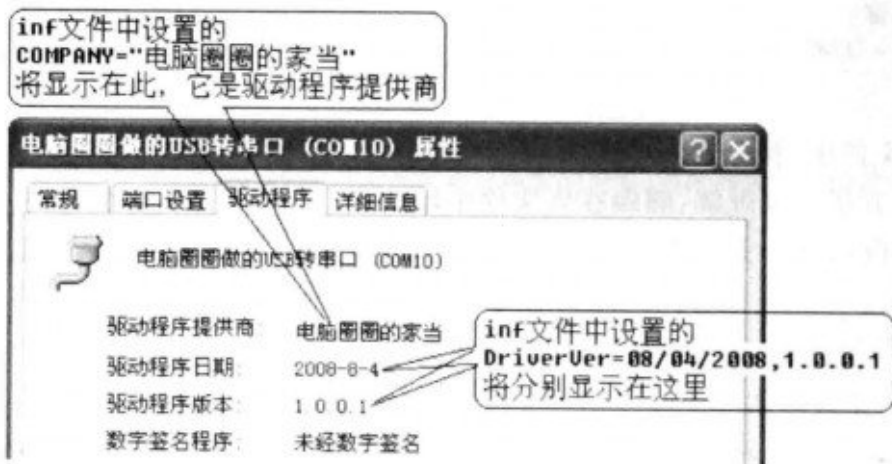 inf文件中设置的
COMPANY="电脑圈圈的家当"
将显示在此, 它是驱动程序提供商
电脑圈圈做的USB转串口 (COM10) 属性
常规 端口设置 驱动程序 详细信息
电脑圈圈做的USB转串口 (COM10)
驱动程序提供商: 电脑圈圈的家当
驱动程序日期: 2008-8-4
驱动程序版本: 1.0.0.1
数字签名程序: 未经数字签名
inf文件中设置的
DriverVer=08/04/2008,1.0.0.1
将分别显示在这里